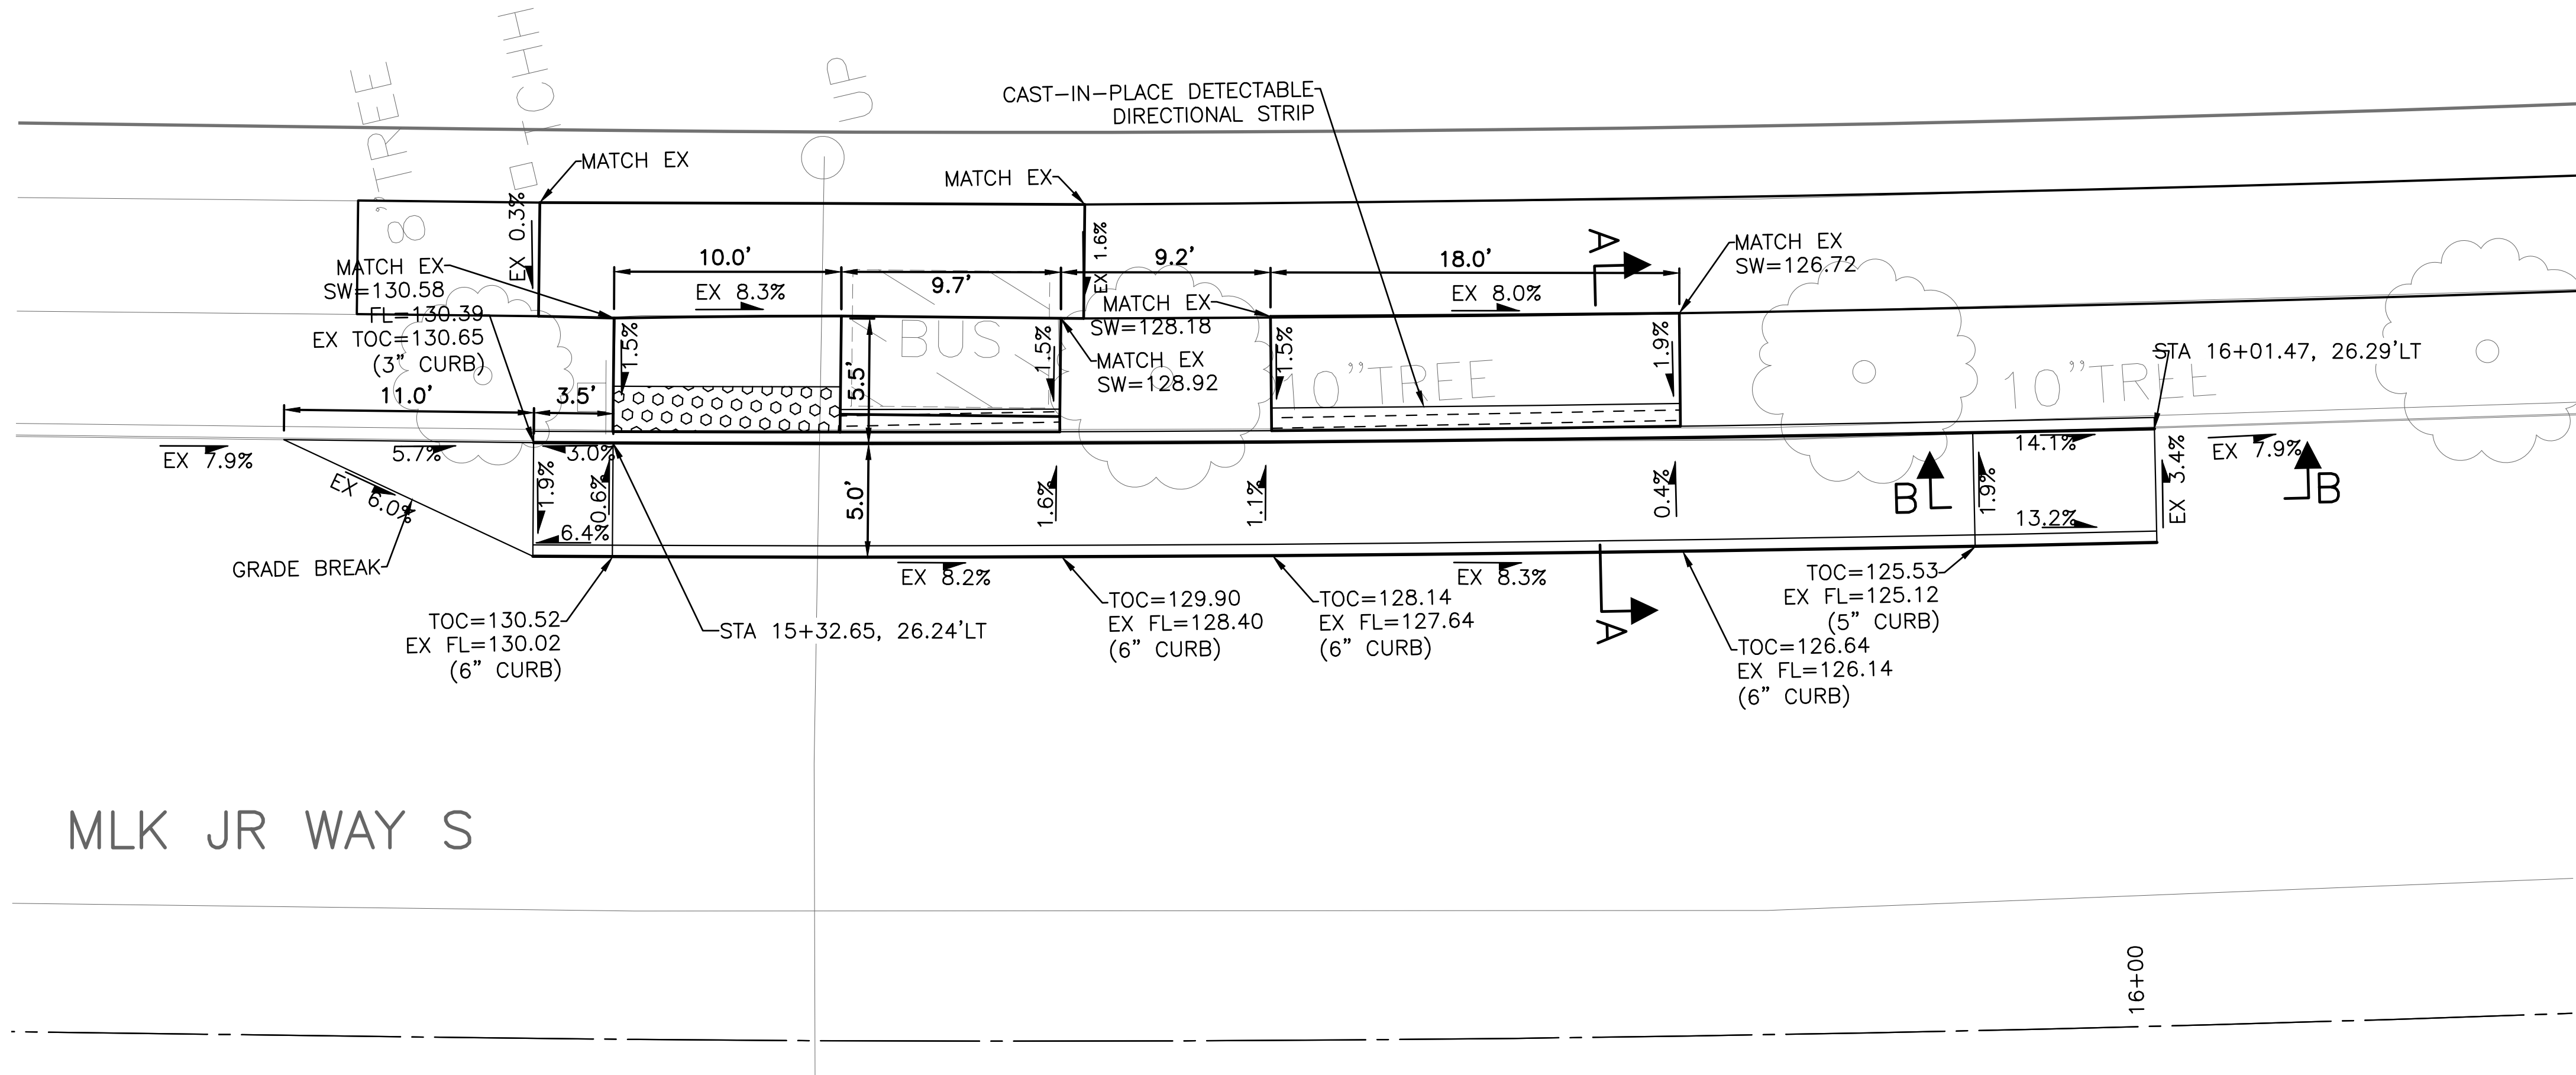 8" TREE
TCHH
UP
CAST-IN-PLACE DETECTABLE
DIRECTIONAL STRIP
MATCH EX
MATCH EX
EX 0.3%
EX 1.6%
A
MATCH EX
SW=126.72
MATCH EX
SW=130.58
FL=130.39
EX TOC=130.65
(3" CURB)
10.0'
9.7'
9.2'
18.0'
EX 8.3%
EX 8.0%
MATCH EX
SW=128.18
MATCH EX
SW=128.92
BUS
1.5%
5.5'
1.5%
1.5%
1.9%
10"TREE
10"TREE
STA 16+01.47, 26.29'LT
11.0'
3.5'
EX 7.9%
5.7%
3.0%
EX 6.0%
1.9%
0.6%
6.4%
5.0'
1.6%
1.1%
0.4%
B
1.9%
14.1%
13.2%
EX 3.4%
EX 7.9%
B
GRADE BREAK
EX 8.2%
EX 8.3%
TOC=130.52
EX FL=130.02
(6" CURB)
STA 15+32.65, 26.24'LT
TOC=129.90
EX FL=128.40
(6" CURB)
TOC=128.14
EX FL=127.64
(6" CURB)
A
TOC=125.53
EX FL=125.12
(5" CURB)
TOC=126.64
EX FL=126.14
(6" CURB)
MLK JR WAY S
16+00